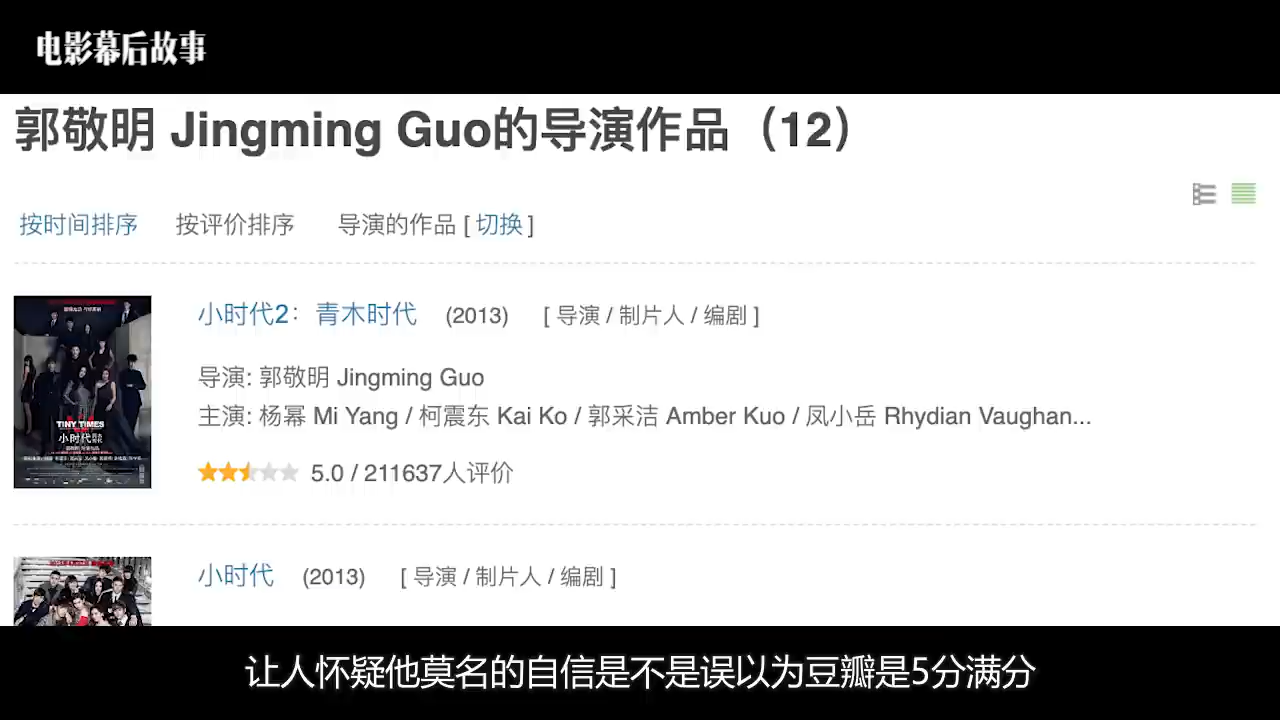 电影幕后故事
郭敬明 Jingming Guo的导演作品（12）
按时间排序 按评价排序 导演的作品 [ 切换 ]
小时代2：青木时代 (2013) [ 导演 / 制片人 / 编剧 ]
导演: 郭敬明 Jingming Guo
主演: 杨幂 Mi Yang / 柯震东 Kai Ko / 郭采洁 Amber Kuo / 凤小岳 Rhydian Vaughan...
TINY TIMES
小时代
5.0 / 211637人评价
小时代 (2013) [ 导演 / 制片人 / 编剧 ]
让人怀疑他莫名的自信是不是误以为豆瓣是5分满分